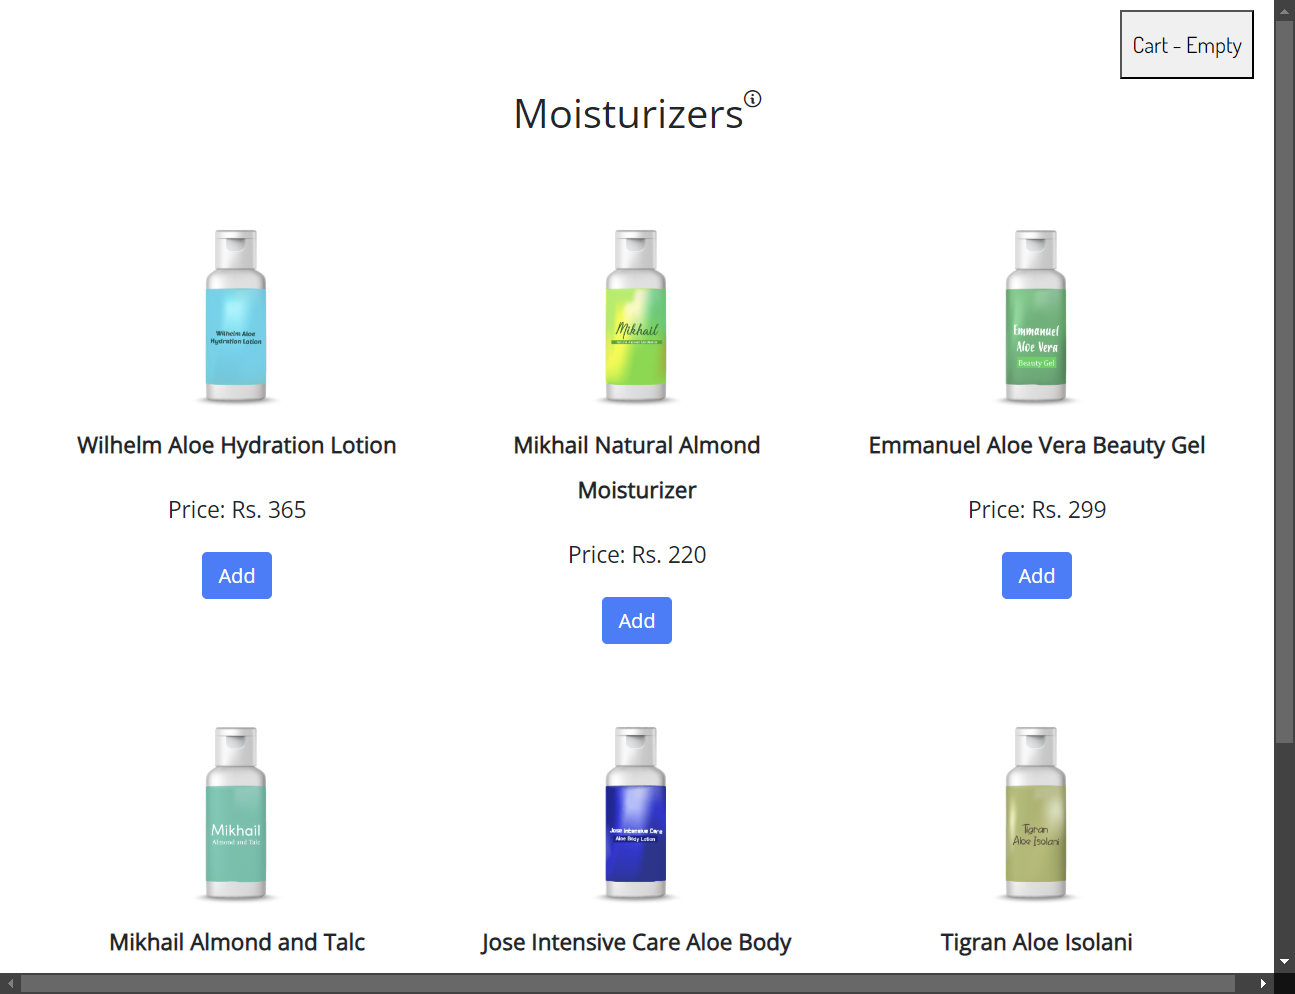 Cart - Empty
Moisturizers
Wilhelm Aloe
Hydration Lotion
Mikhail
Emmanuel
Aloe Vera
Beauty Gel
Wilhelm Aloe Hydration Lotion
Mikhail Natural Almond
Moisturizer
Emmanuel Aloe Vera Beauty Gel
Price: Rs. 365
Price: Rs. 220
Price: Rs. 299
Add
Add
Add
Mikhail
Almond and Talc
Jose Intensive Care
Aloe Body Lotion
Tigran
Aloe Isolani
Mikhail Almond and Talc
Jose Intensive Care Aloe Body
Tigran Aloe Isolani